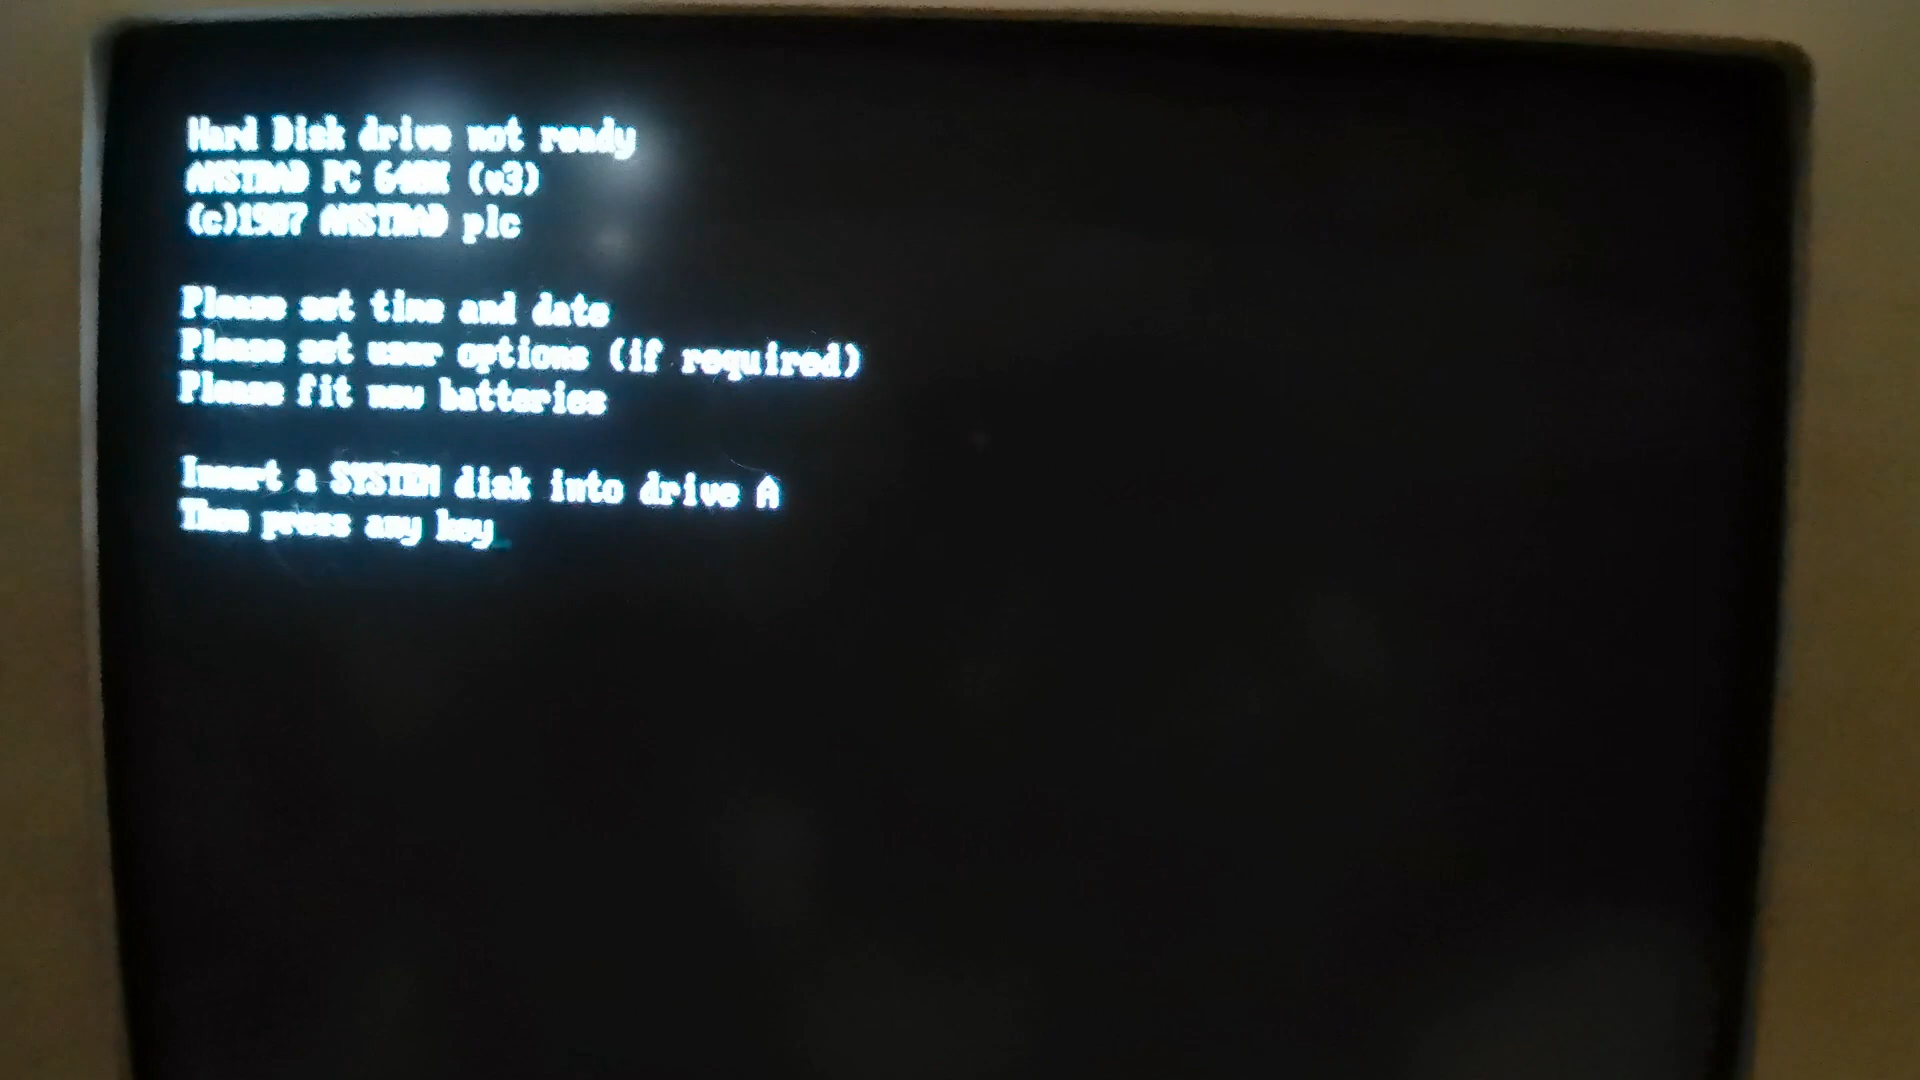 Hard Disk drive not ready
AMSTRAD PC 640K (v3)
(c)1987 AMSTRAD plc
Please set time and date
Please set user options (if required)
Please fit new batteries
Insert a SYSTEM disk into drive A
Then press any key_